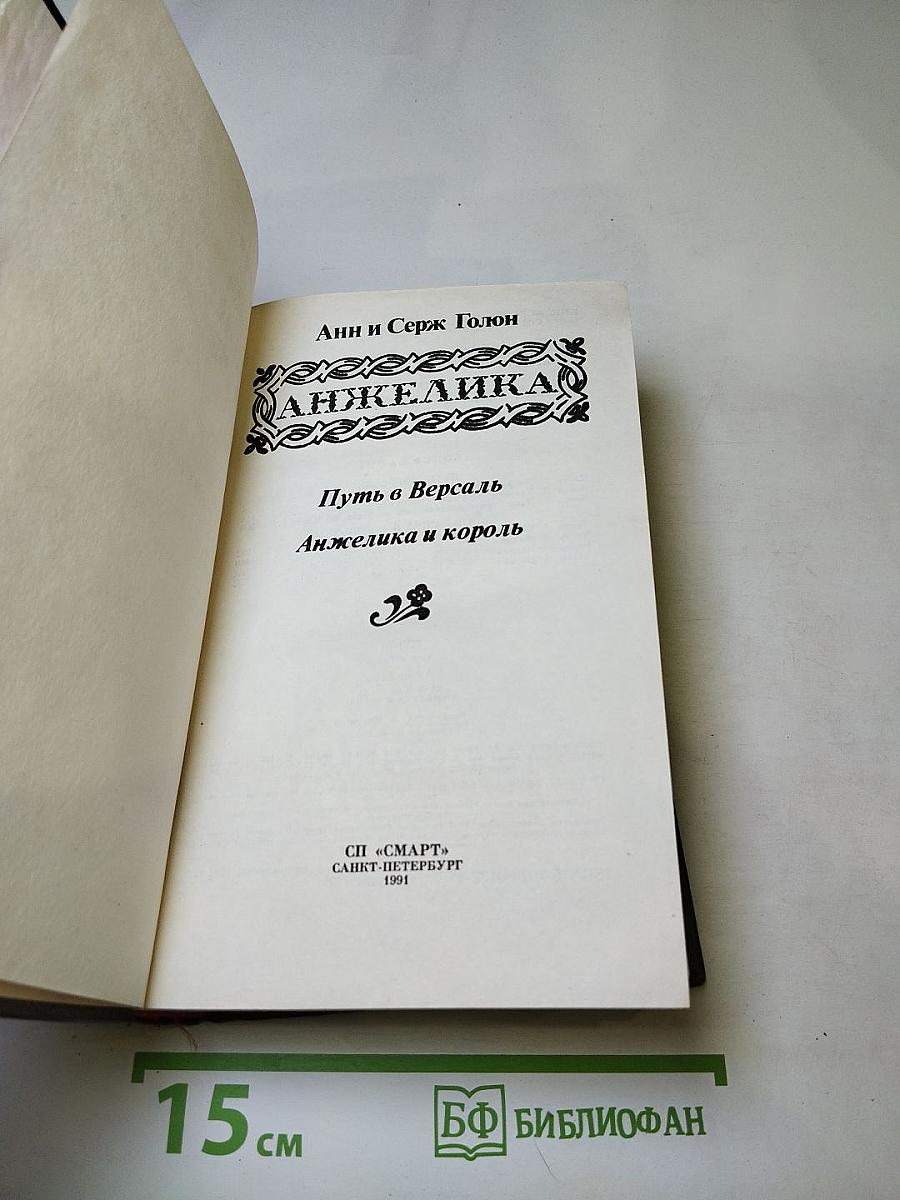 Анн и Серж Голон
АНЖЕЛИКА
Путь в Версаль
Анжелика и король
СП «СМАРТ»
САНКТ-ПЕТЕРБУРГ
1991
15 см
БФ БИБЛИОФАН